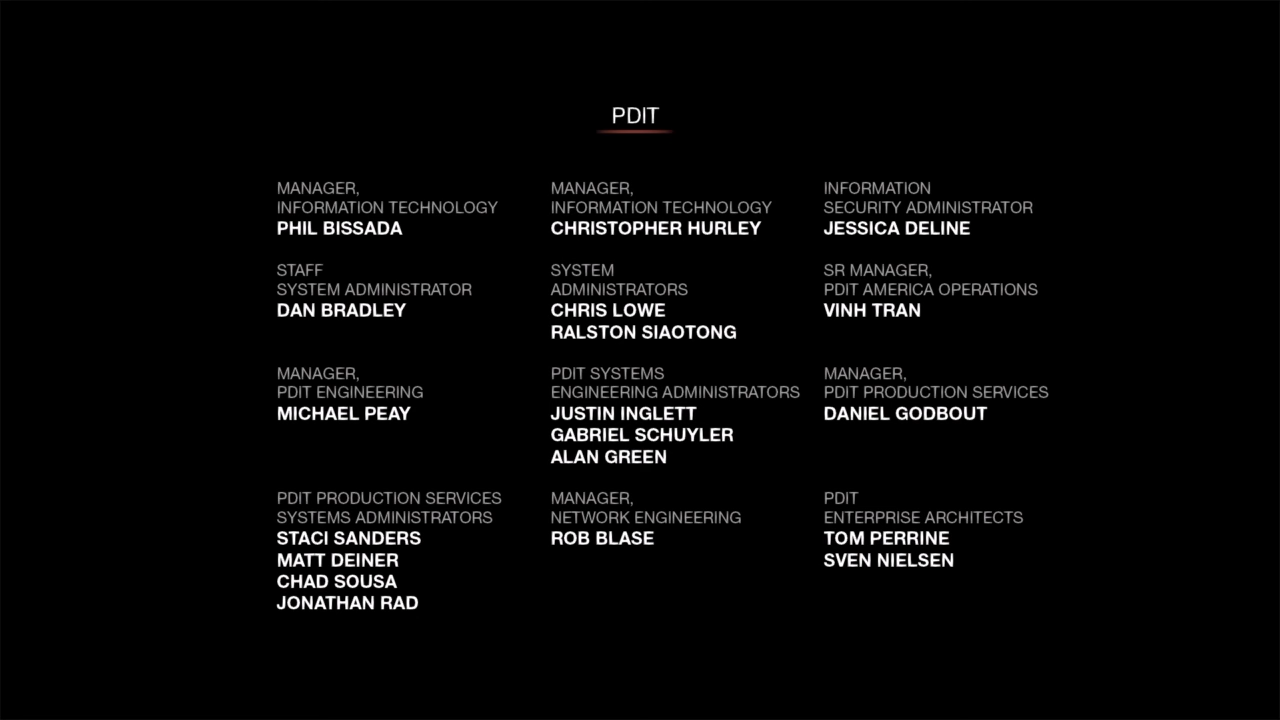 PDIT
MANAGER,
INFORMATION TECHNOLOGY
PHIL BISSADA
MANAGER,
INFORMATION TECHNOLOGY
CHRISTOPHER HURLEY
INFORMATION
SECURITY ADMINISTRATOR
JESSICA DELINE
STAFF
SYSTEM ADMINISTRATOR
DAN BRADLEY
SYSTEM
ADMINISTRATORS
CHRIS LOWE
RALSTON SIAOTONG
SR MANAGER,
PDIT AMERICA OPERATIONS
VINH TRAN
MANAGER,
PDIT ENGINEERING
MICHAEL PEAY
PDIT SYSTEMS
ENGINEERING ADMINISTRATORS
JUSTIN INGLETT
GABRIEL SCHUYLER
ALAN GREEN
MANAGER,
PDIT PRODUCTION SERVICES
DANIEL GODBOUT
PDIT PRODUCTION SERVICES
SYSTEMS ADMINISTRATORS
STACI SANDERS
MATT DEINER
CHAD SOUSA
JONATHAN RAD
MANAGER,
NETWORK ENGINEERING
ROB BLASE
PDIT
ENTERPRISE ARCHITECTS
TOM PERRINE
SVEN NIELSEN